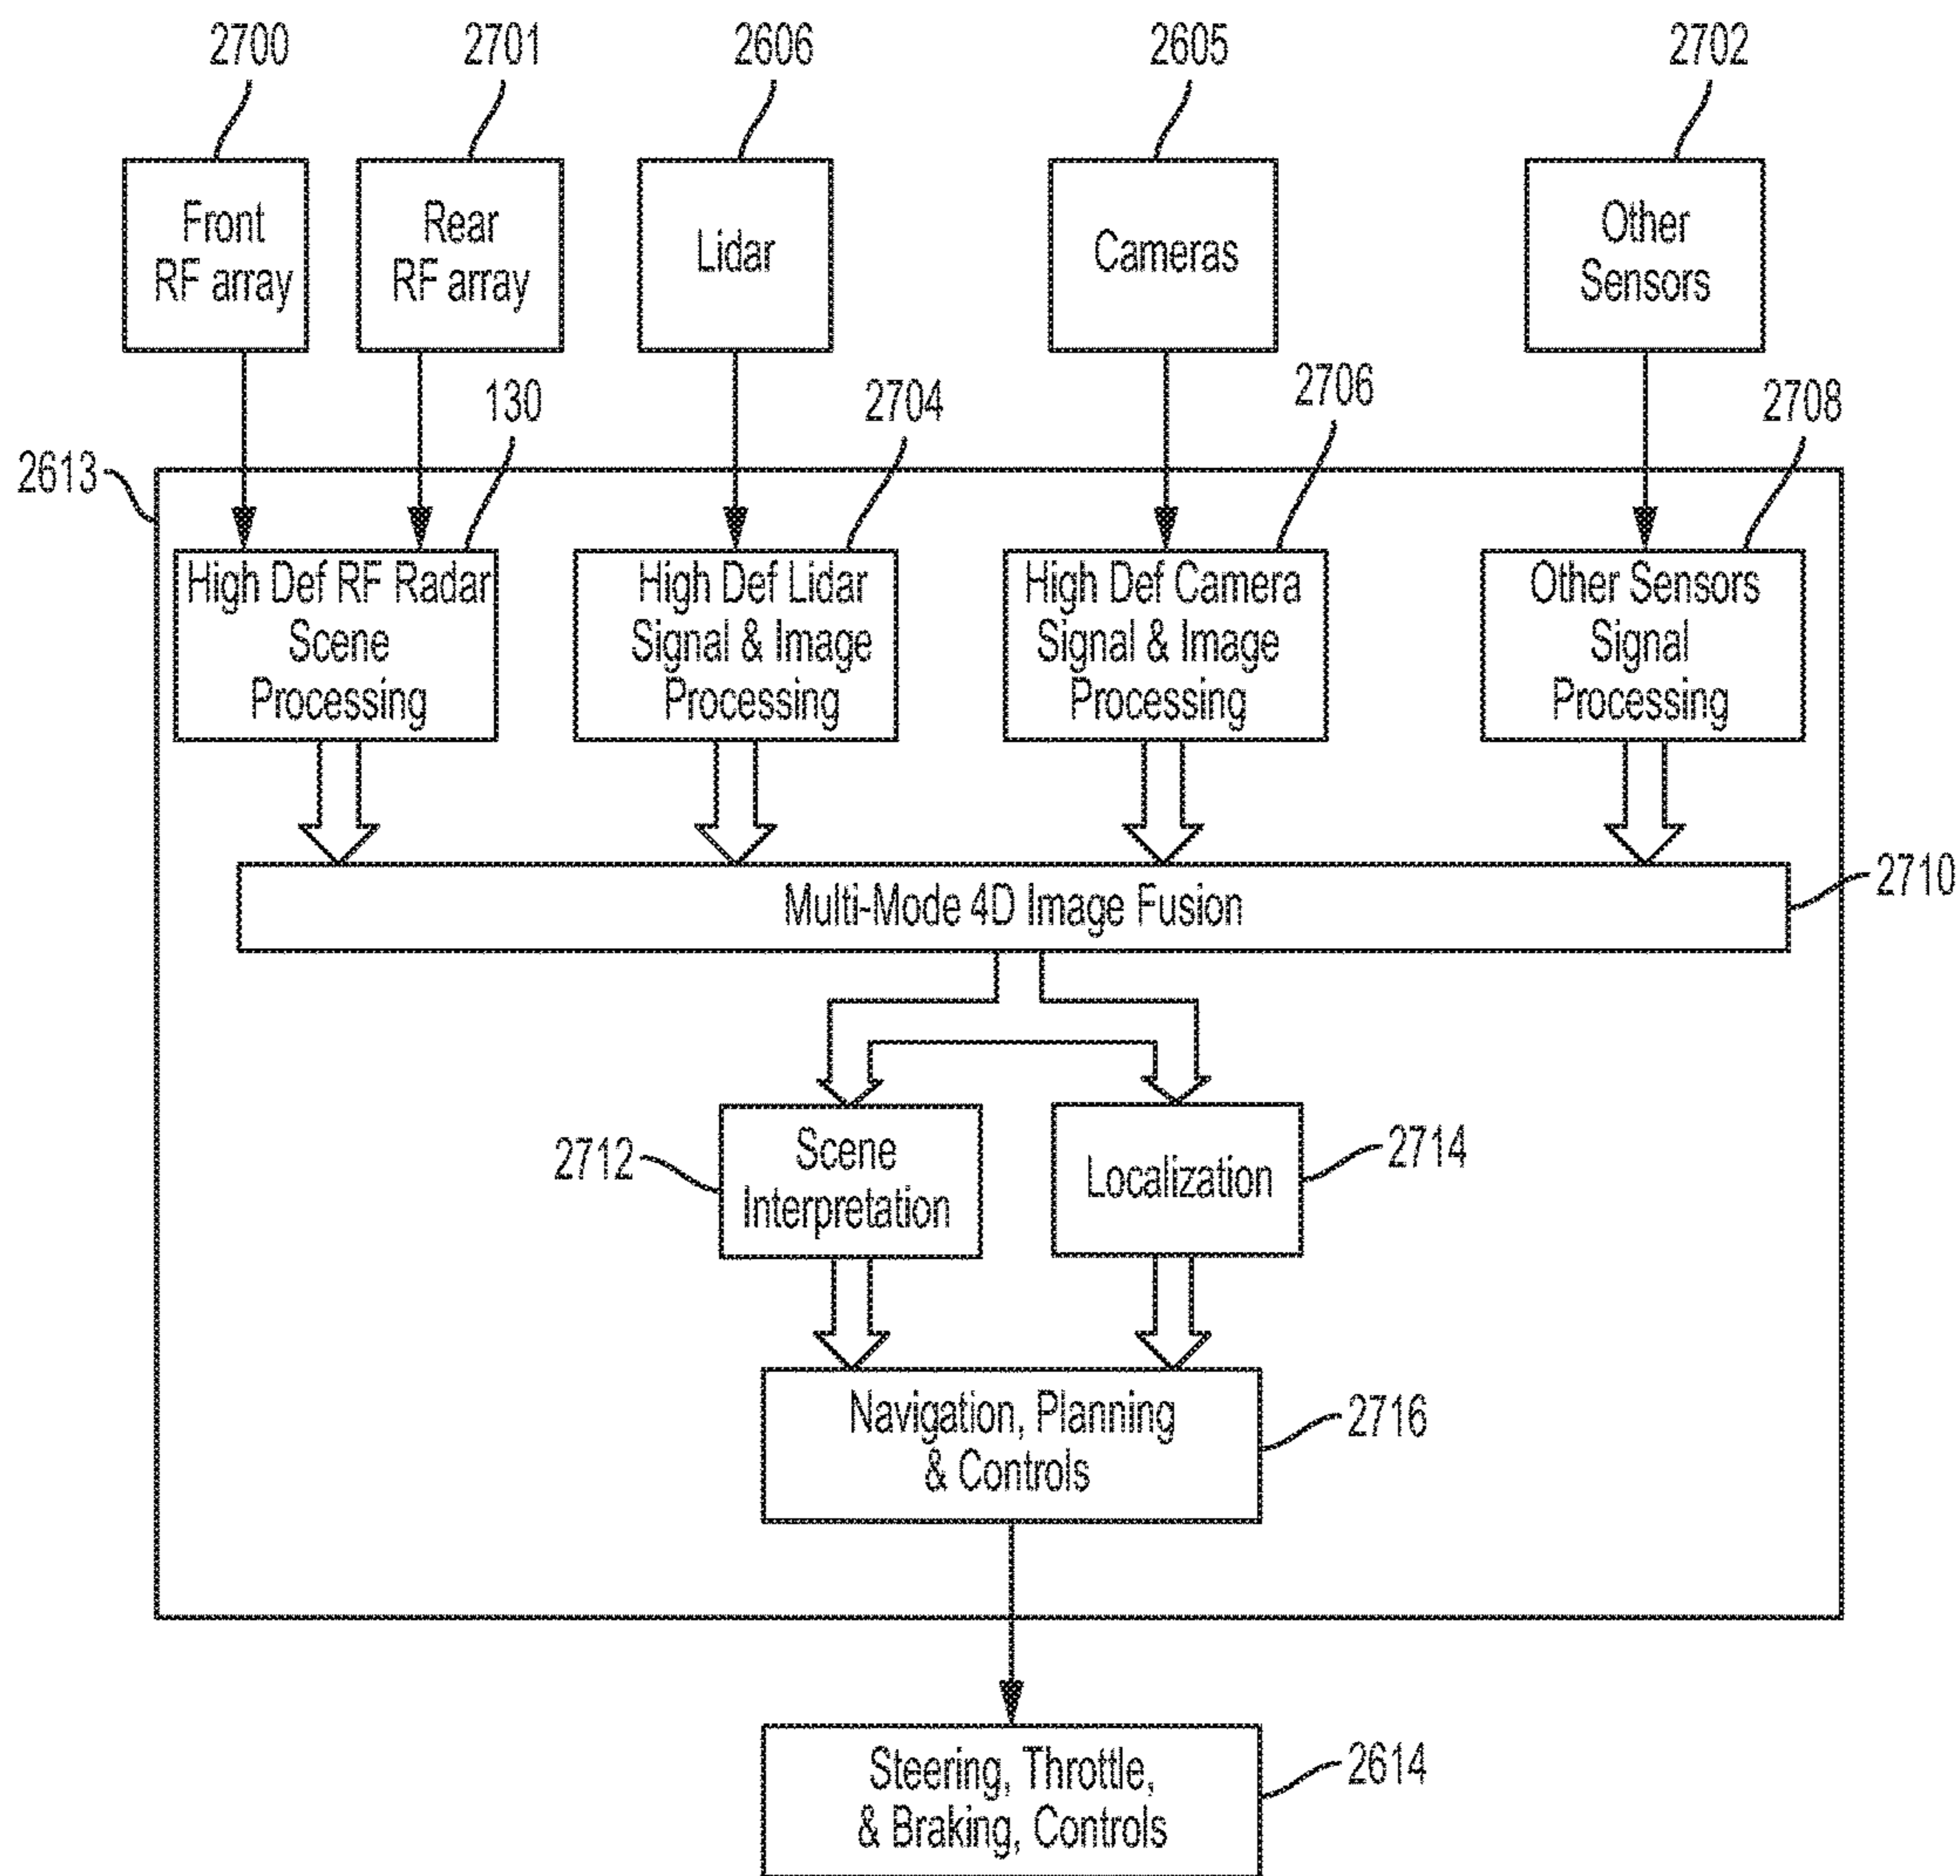 2700
2701
2606
2605
2702
Front
RF array
Rear
RF array
Lidar
Cameras
Other
Sensors
130
2704
2706
2708
2613
High Def RF Radar
Scene
Processing
High Def Lidar
Signal & Image
Processing
High Def Camera
Signal & Image
Processing
Other Sensors
Signal
Processing
Multi-Mode 4D Image Fusion
2710
2712
Scene
Interpretation
Localization
2714
Navigation, Planning
& Controls
2716
Steering, Throttle,
& Braking, Controls
2614